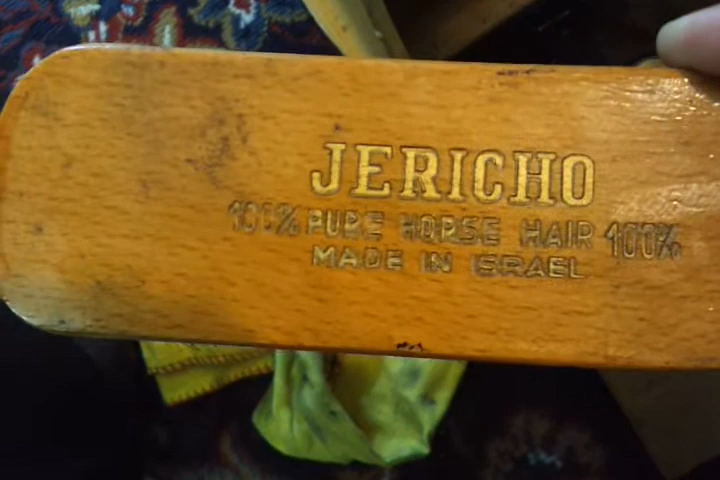 JERICHO
100% PURE HORSE HAIR 100%
MADE IN ISRAEL